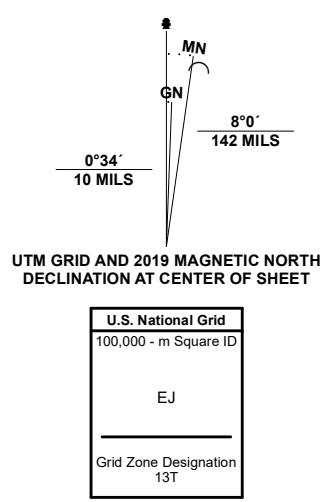 MN
GN
8°0´
142 MILS
0°34´
10 MILS
UTM GRID AND 2019 MAGNETIC NORTH
DECLINATION AT CENTER OF SHEET
U.S. National Grid
100,000 - m Square ID
EJ
Grid Zone Designation
13T